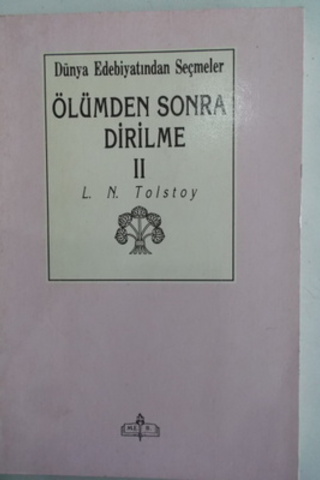 Dünya Edebiyatından Seçmeler
ÖLÜMDEN SONRA
DİRİLME
II
L. N. Tolstoy
M.E. B.